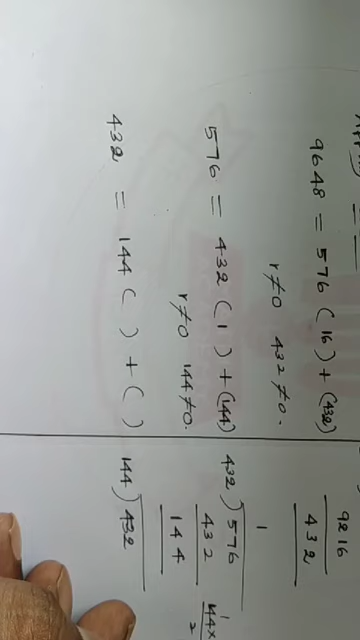 9648 = 576 ( 16 ) + (432)
r ≠ 0 432 ≠ 0.
576 = 432 ( 1 ) + (144)
r ≠ 0 144 ≠ 0.
432 = 144 ( ) + ( )
9216
432
1
432 ) 576
432
144
144 ) 432